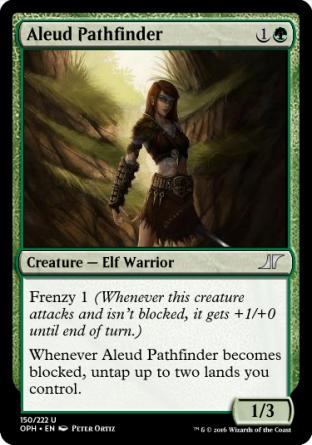 Aleud Pathfinder 1
Creature — Elf Warrior
Frenzy 1 (Whenever this creature
attacks and isn't blocked, it gets +1/+0
until end of turn.)
Whenever Aleud Pathfinder becomes
blocked, untap up to two lands you
control.
1/3
150/222 U
OPH • EN Peter Ortiz
™ & © 2016 Wizards of the Coast